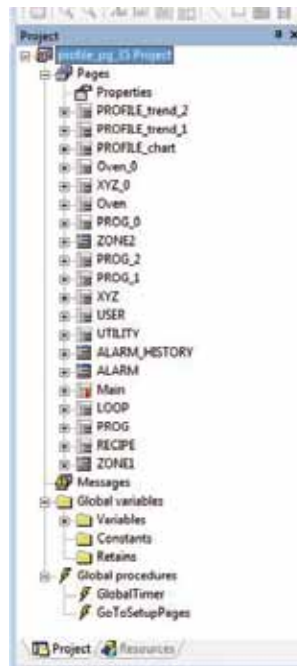 Project
profile_pg_35 Project
Pages
Properties
PROFILE_trend_2
PROFILE_trend_1
PROFILE_chart
Oven_0
XYZ_0
Oven
PROG_0
ZONE2
PROG_2
PROG_1
XYZ
USER
UTILITY
ALARM_HISTORY
ALARM
Main
LOOP
PROG
RECIPE
ZONE1
Messages
Global variables
Variables
Constants
Retains
Global procedures
GlobalTimer
GoToSetupPages
Project Resources